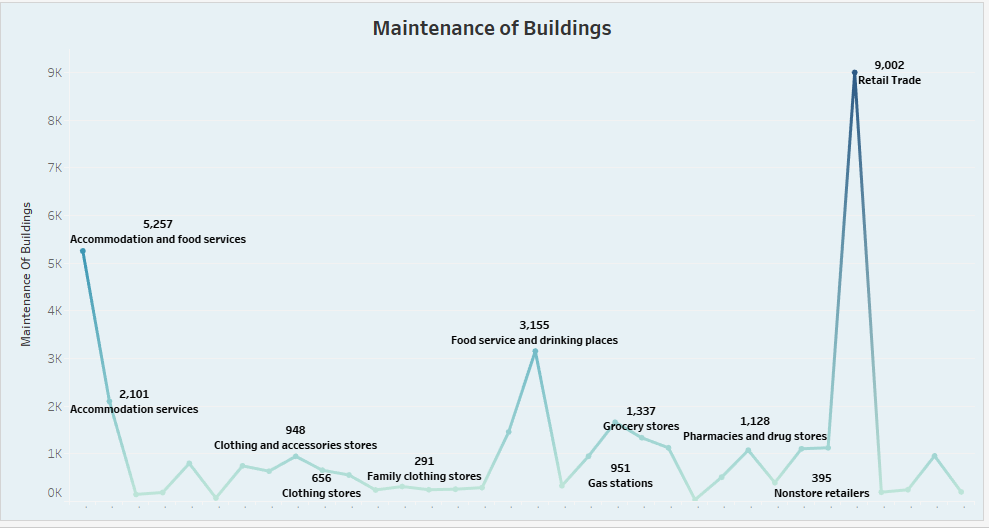 Maintenance of Buildings
9,002
Retail Trade
9K
8K
7K
6K
5K
4K
3K
2K
1K
0K
Maintenance Of Buildings
5,257
Accommodation and food services
2,101
Accommodation services
948
Clothing and accessories stores
656
Clothing stores
291
Family clothing stores
3,155
Food service and drinking places
1,337
Grocery stores
951
Gas stations
1,128
Pharmacies and drug stores
395
Nonstore retailers